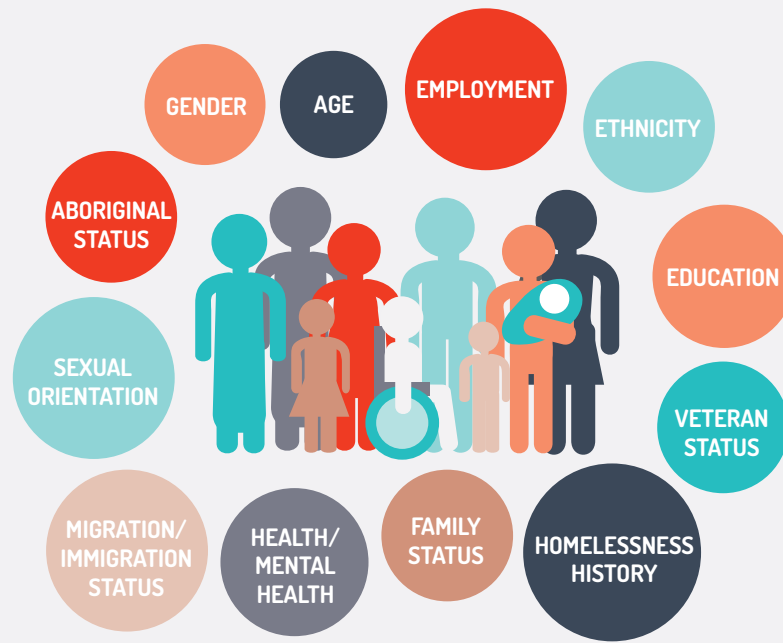 GENDER
AGE
EMPLOYMENT
ETHNICITY
ABORIGINAL
STATUS
EDUCATION
SEXUAL
ORIENTATION
VETERAN
STATUS
MIGRATION/
IMMIGRATION
STATUS
HEALTH/
MENTAL
HEALTH
FAMILY
STATUS
HOMELESSNESS
HISTORY